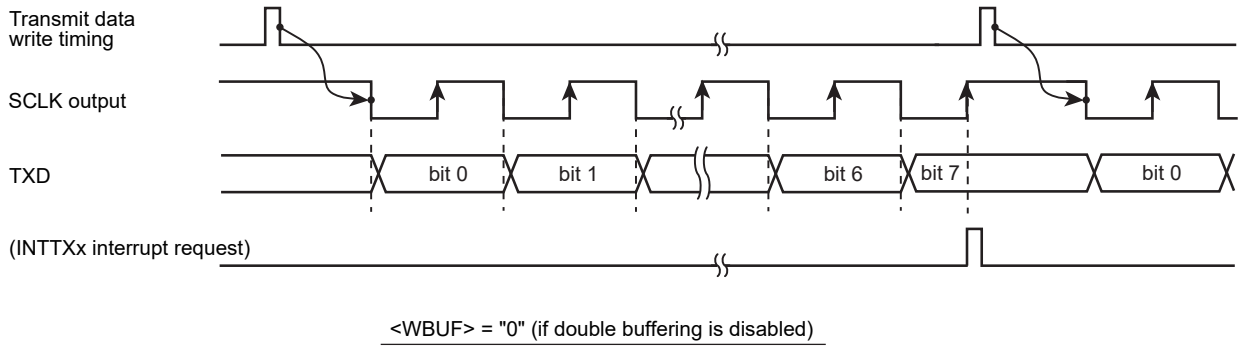 Transmit data
write timing
SCLK output
TXD
bit 0
bit 1
bit 6
bit 7
bit 0
(INTTXx interrupt request)
<WBUF> = "0" (if double buffering is disabled)